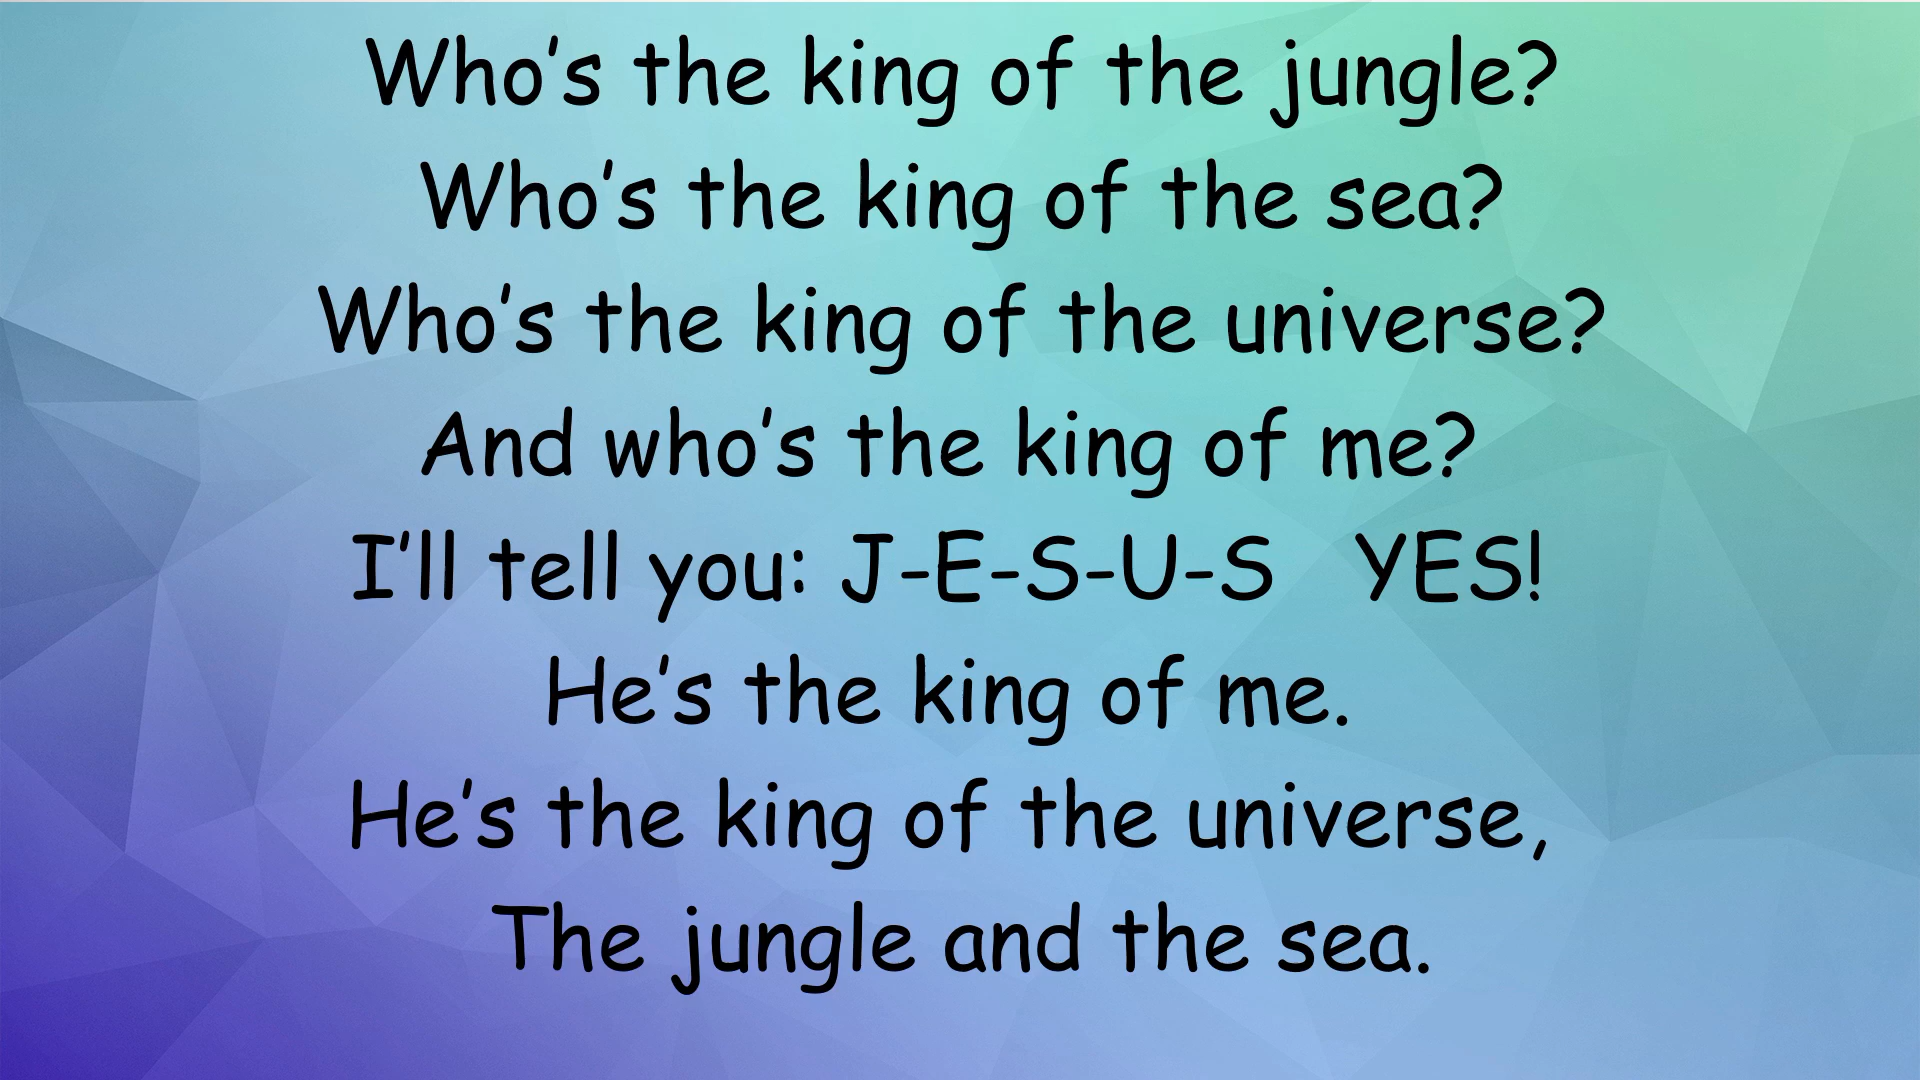 Who’s the king of the jungle?
Who’s the king of the sea?
Who’s the king of the universe?
And who’s the king of me?
I’ll tell you: J-E-S-U-S   YES!
He’s the king of me.
He’s the king of the universe,
The jungle and the sea.